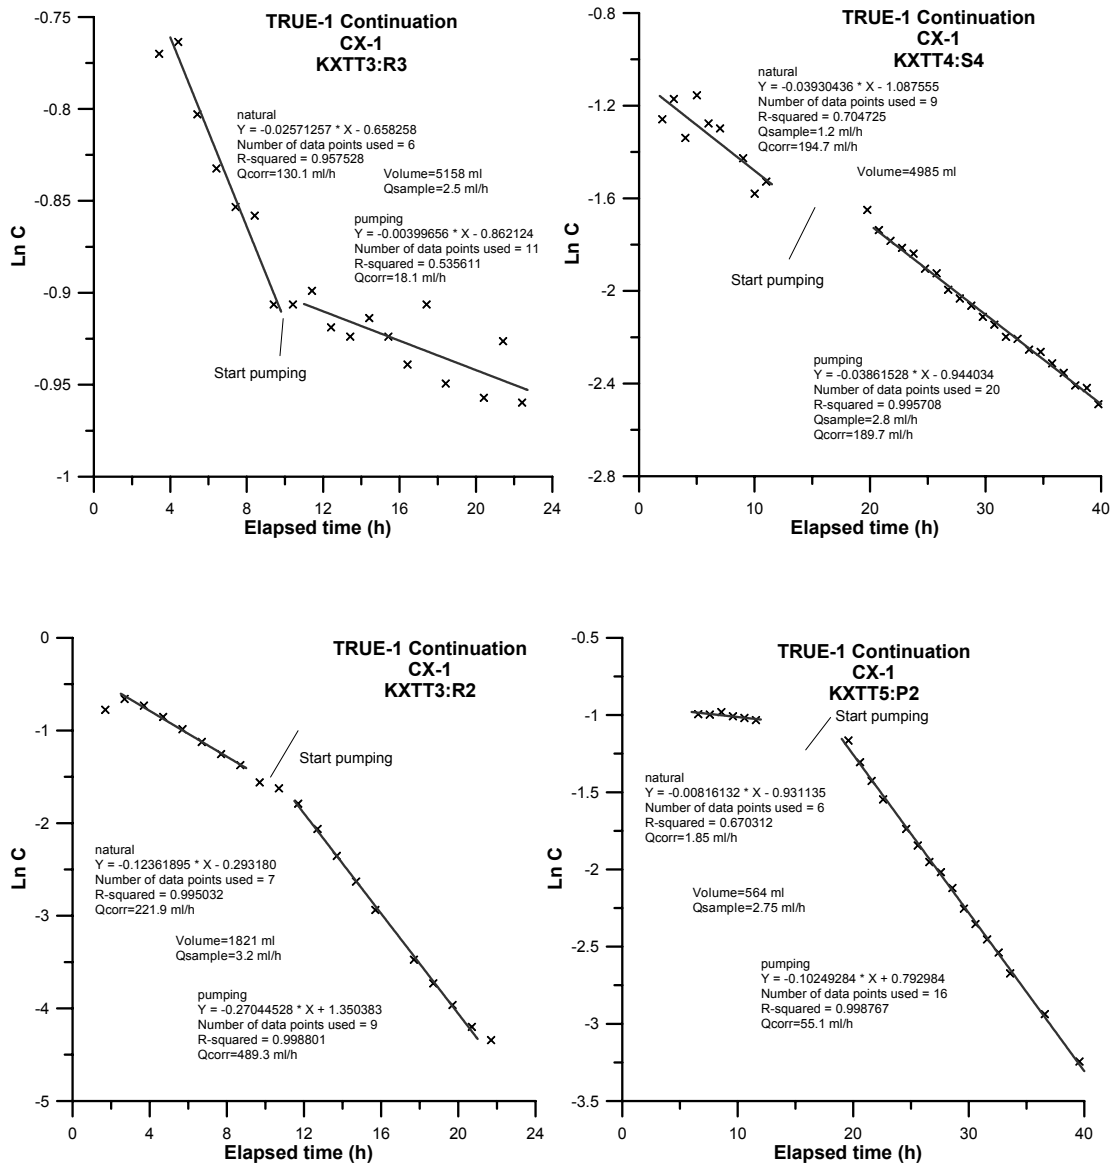 TRUE-1 Continuation
CX-1
KXTT3:R3
-0.75
-0.8
-0.85
-0.9
-0.95
-1
Ln C
natural
Y = -0.02571257 * X - 0.658258
Number of data points used = 6
R-squared = 0.957528
Qcorr=130.1 ml/h
Volume=5158 ml
Qsample=2.5 ml/h
pumping
Y = -0.00399656 * X - 0.862124
Number of data points used = 11
R-squared = 0.535611
Qcorr=18.1 ml/h
Start pumping
0 4 8 12 16 20 24
Elapsed time (h)
TRUE-1 Continuation
CX-1
KXTT4:S4
-0.8
-1.2
-1.6
-2
-2.4
-2.8
Ln C
natural
Y = -0.03930436 * X - 1.087555
Number of data points used = 9
R-squared = 0.704725
Qsample=1.2 ml/h
Qcorr=194.7 ml/h
Volume=4985 ml
Start pumping
pumping
Y = -0.03861528 * X - 0.944034
Number of data points used = 20
R-squared = 0.995708
Qsample=2.8 ml/h
Qcorr=189.7 ml/h
0 10 20 30 40
Elapsed time (h)
TRUE-1 Continuation
CX-1
KXTT3:R2
0
-1
-2
-3
-4
-5
Ln C
Start pumping
natural
Y = -0.12361895 * X - 0.293180
Number of data points used = 7
R-squared = 0.995032
Qcorr=221.9 ml/h
Volume=1821 ml
Qsample=3.2 ml/h
pumping
Y = -0.27044528 * X + 1.350383
Number of data points used = 9
R-squared = 0.998801
Qcorr=489.3 ml/h
0 4 8 12 16 20 24
Elapsed time (h)
TRUE-1 Continuation
CX-1
KXTT5:P2
-0.5
-1.0
-1.5
-2.0
-2.5
-3.0
-3.5
Ln C
Start pumping
natural
Y = -0.00816132 * X - 0.931135
Number of data points used = 6
R-squared = 0.670312
Qcorr=1.85 ml/h
Volume=564 ml
Qsample=2.75 ml/h
pumping
Y = -0.10249284 * X + 0.792984
Number of data points used = 16
R-squared = 0.998767
Qcorr=55.1 ml/h
0 10 20 30 40
Elapsed time (h)